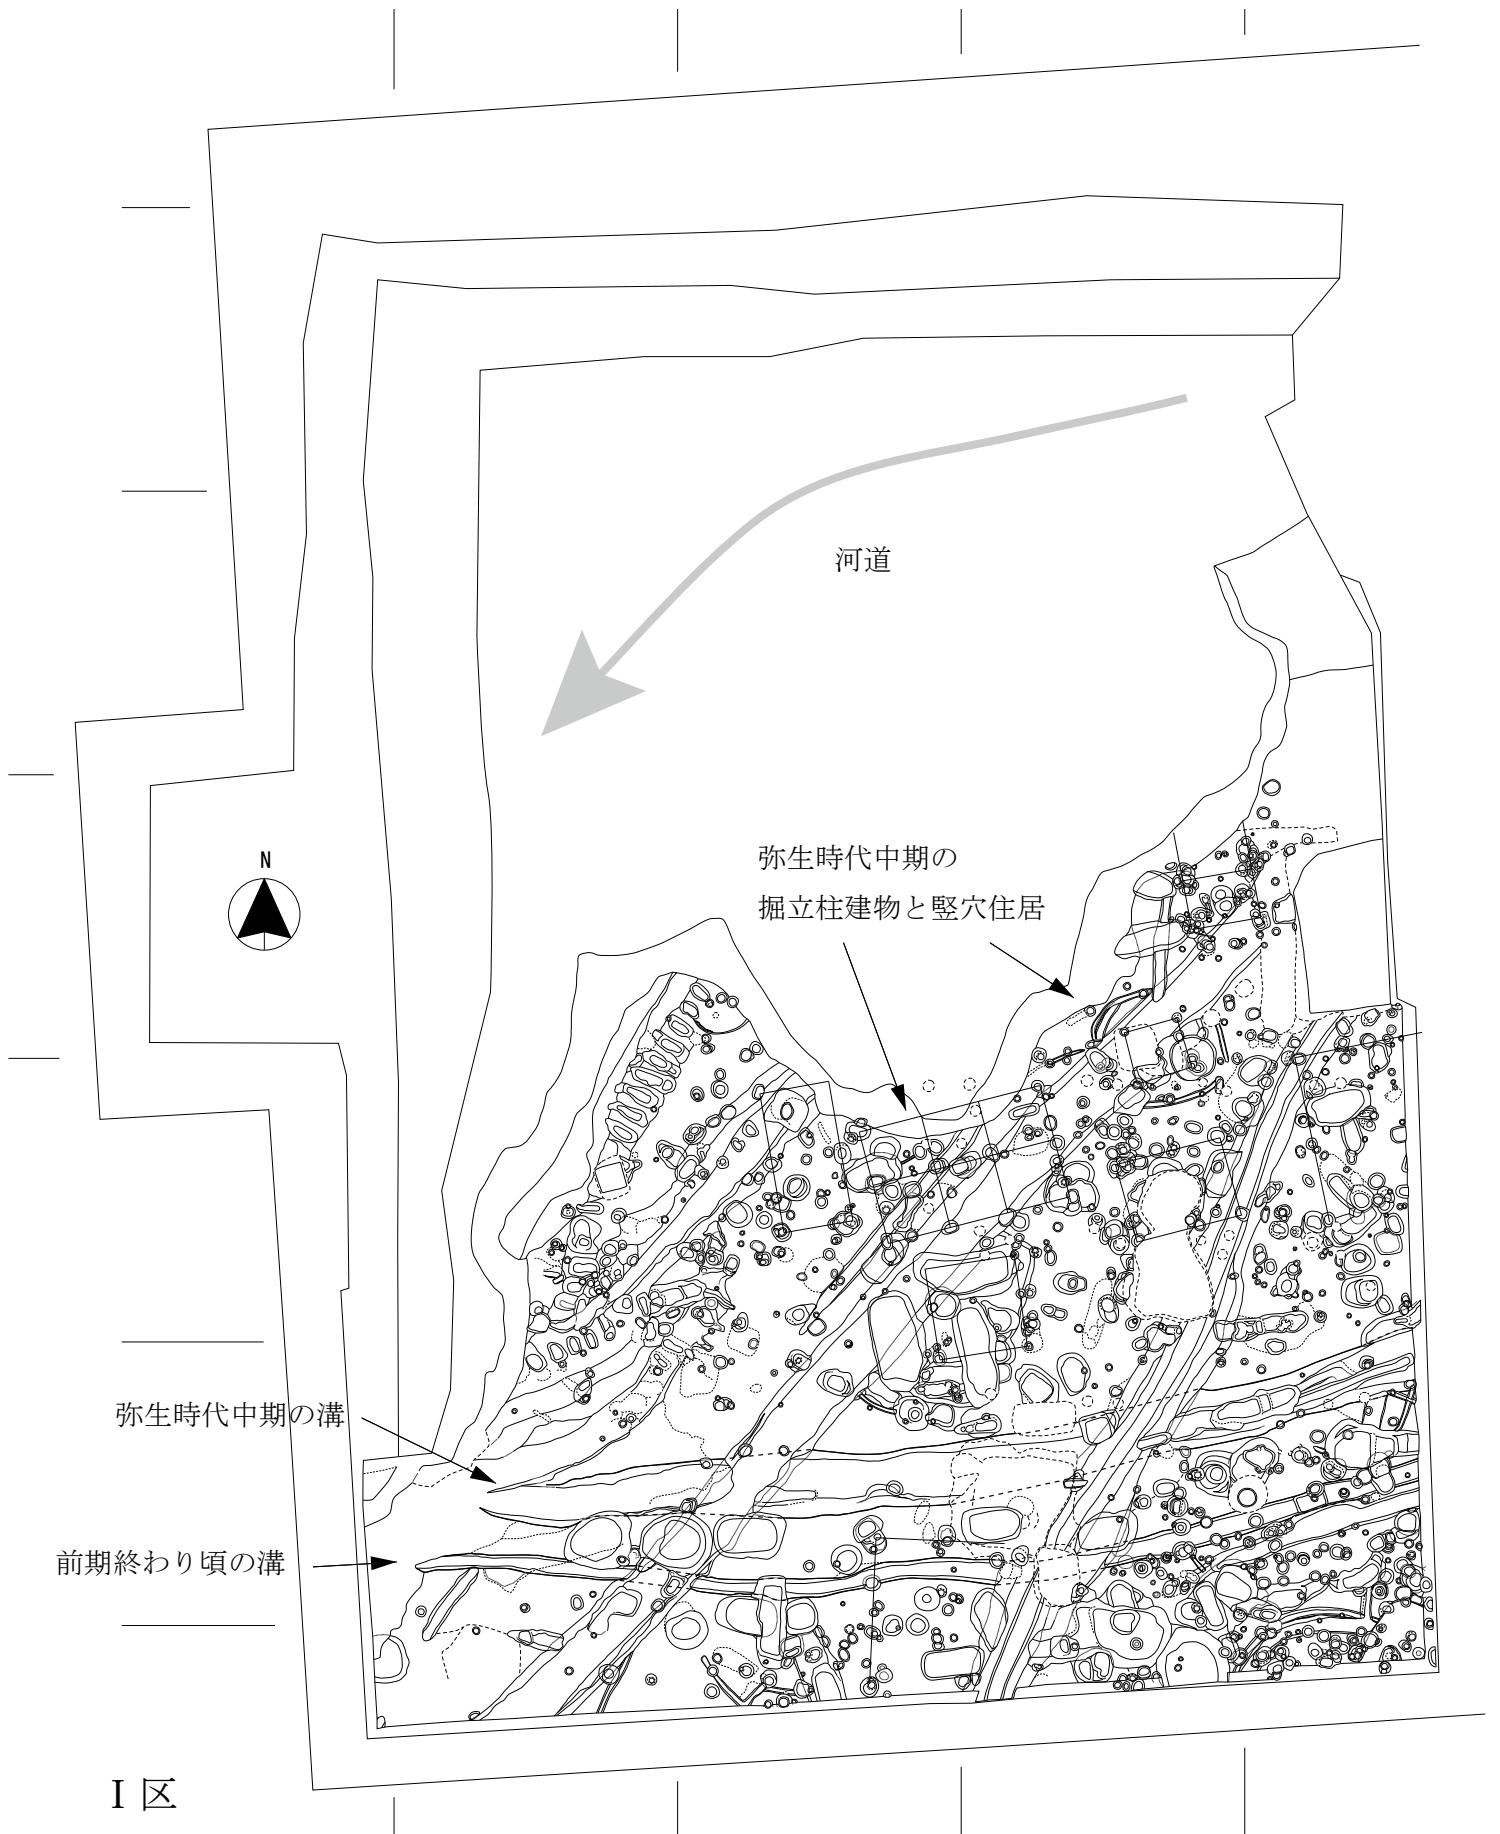 河道
弥生時代中期の
掘立柱建物と竪穴住居
N
弥生時代中期の溝
前期終わり頃の溝
Ⅰ区